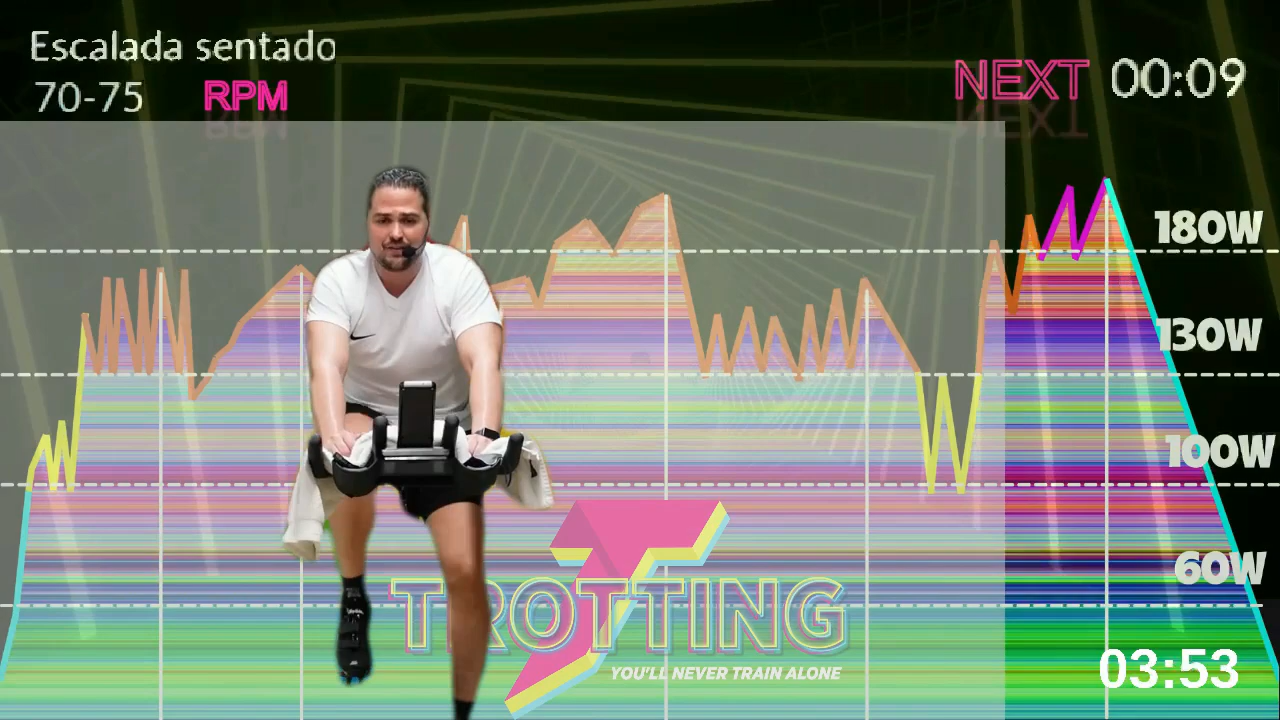 Escalada sentado
70-75 RPM
NEXT 00:09
180W
130W
100W
60W
TROTTING
YOU'LL NEVER TRAIN ALONE
03:53